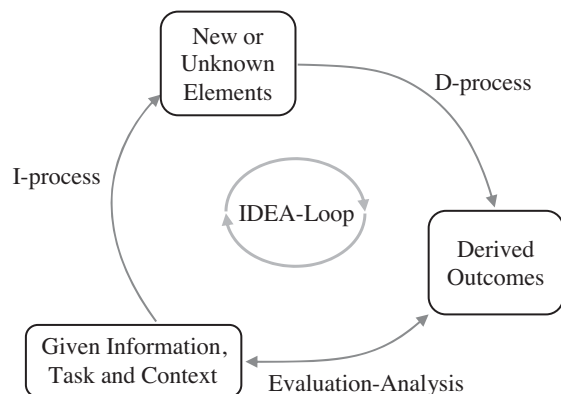 New or
Unknown
Elements
D-process
I-process
IDEA-Loop
Derived
Outcomes
Given Information,
Task and Context
Evaluation-Analysis